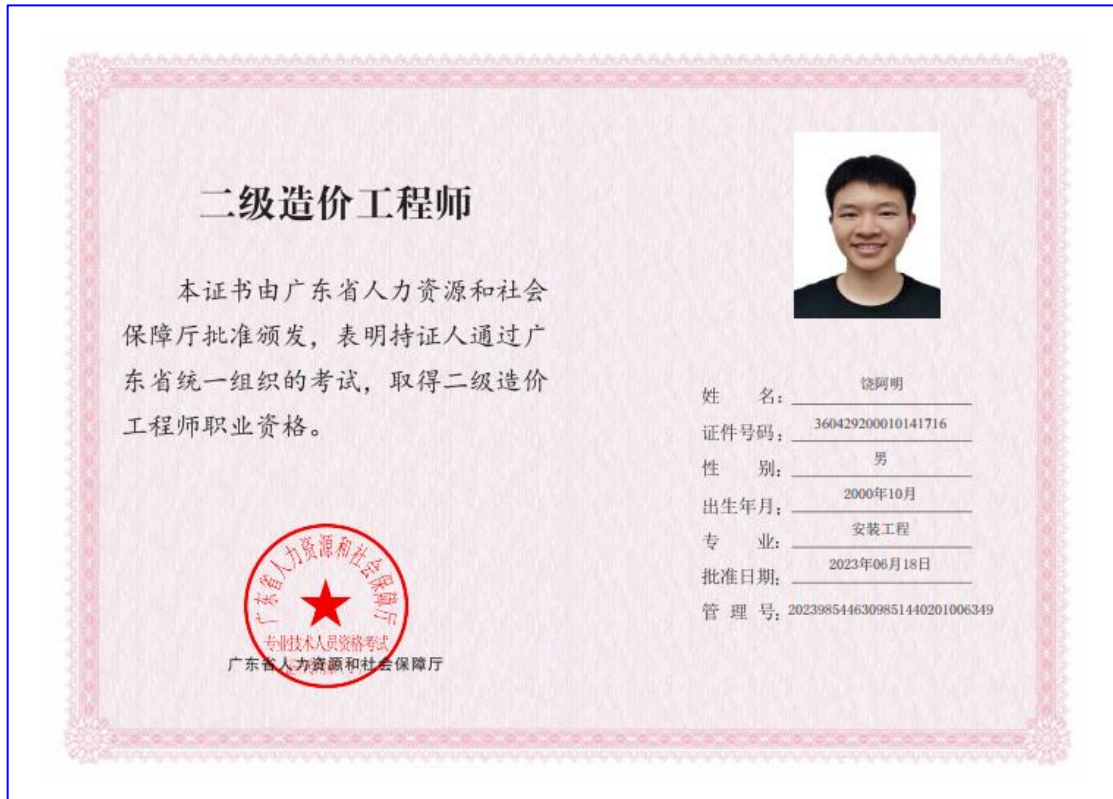 二级造价工程师
本证书由广东省人力资源和社会
保障厅批准颁发，表明持证人通过广
东省统一组织的考试，取得二级造价
工程师职业资格。
姓 名：饶阿明
证件号码：360429200010141716
性 别：男
出生年月：2000年10月
专 业：安装工程
批准日期：2023年06月18日
管 理 号：2023985446309851440201006349
广东省人力资源和社会保障厅
专业技术人员资格考试
广东省人力资源和社会保障厅